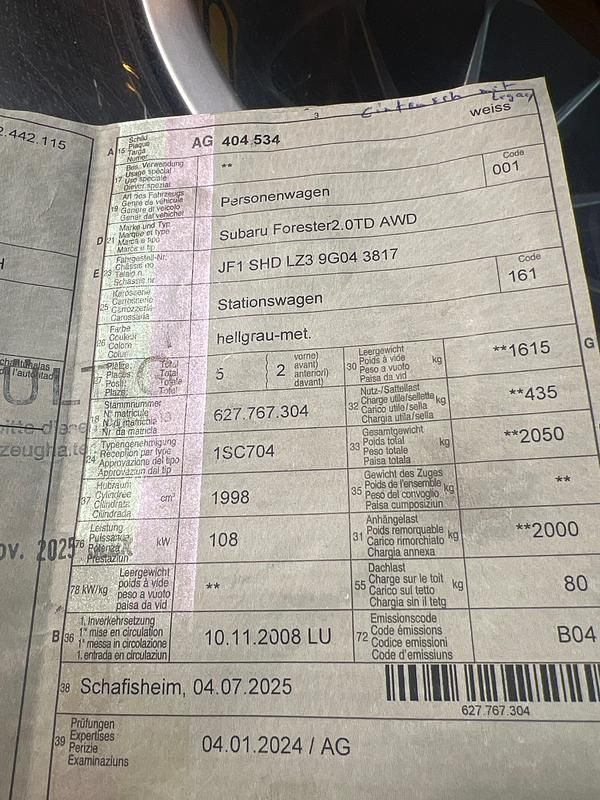 2.442.115
3
Eintausch mit
Legacy
weiss
A 15 Schild
Plaque
Targa
Numer
AG 404 534
17 Bes. Verwendung
Usage spécial
Uso speciale
Diever spezial
**
19 Art des Fahrzeugs
Genre de véhicule
Genere di veicolo
Gener dal vehichel
Personenwagen
Code
001
D 21 Marke und Typ
Marque et type
Marca e tipo
Marca e tip
Subaru Forester2.0TD AWD
E 23 Fahrgestell-Nr.
Châssis no
Telaio n.
Schassis nr.
JF1 SHD LZ3 9G04 3817
25 Karosserie
Carrosserie
Carrozzeria
Carossaria
Stationswagen
Code
161
26 Farbe
Couleur
Colore
Colur
hellgrau-met.
27 Plätze: Total
Places: Total
Posti: Totale
Plazs: Total
5
2
vorne)
avant)
anteriori)
davant)
30 Leergewicht
Poids à vide
Peso a vuoto
Paisa da vid
kg
**1615
G
18 Stammnummer
N° matricule
N° di matricola
Nr. da matricla
627.767.304
32 Nutz-/Sattellast
Charge utile/sellette
Carico utile/sella
Chargia utila/sella
kg
**435
24 Typengenehmigung
Réception par type
Approvazione del tipo
Approvaziun dal tip
1SC704
33 Gesamtgewicht
Poids total
Peso totale
Paisa totala
kg
**2050
37 Hubraum
Cylindrée
Cilindrata
Cilindrada
cm³
1998
35 Gewicht des Zuges
Poids de l'ensemble
Peso del convoglio
Paisa cumposiziun
kg
**
76 Leistung
Puissance
Potenza
Prestaziun
kW
108
31 Anhängelast
Poids remorquable
Carico rimorchiato
Chargia annexa
kg
**2000
78 kW/kg
Leergewicht
poids à vide
peso a vuoto
paisa da vid
**
55 Dachlast
Charge sur le toit
Carico sul tetto
Chargia sin il tetg
kg
80
B 36 1. Inverkehrsetzung
1re mise en circulation
1a messa in circolazione
1. entrada en circulaziun
10.11.2008 LU
72 Emissionscode
Code émissions
Codice emissioni
Code d'emissiuns
B04
38 Schafisheim, 04.07.2025
627.767.304
39 Prüfungen
Expertises
Perizie
Examinaziuns
04.01.2024 / AG